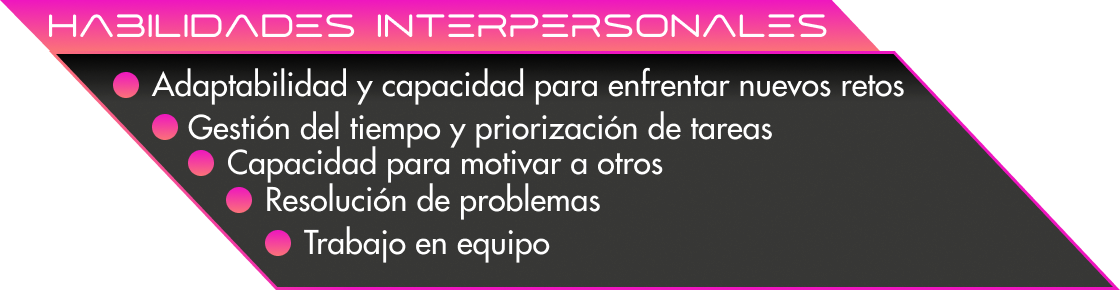 HABILIDADES INTERPERSONALES
Adaptabilidad y capacidad para enfrentar nuevos retos
Gestión del tiempo y priorización de tareas
Capacidad para motivar a otros
Resolución de problemas
Trabajo en equipo